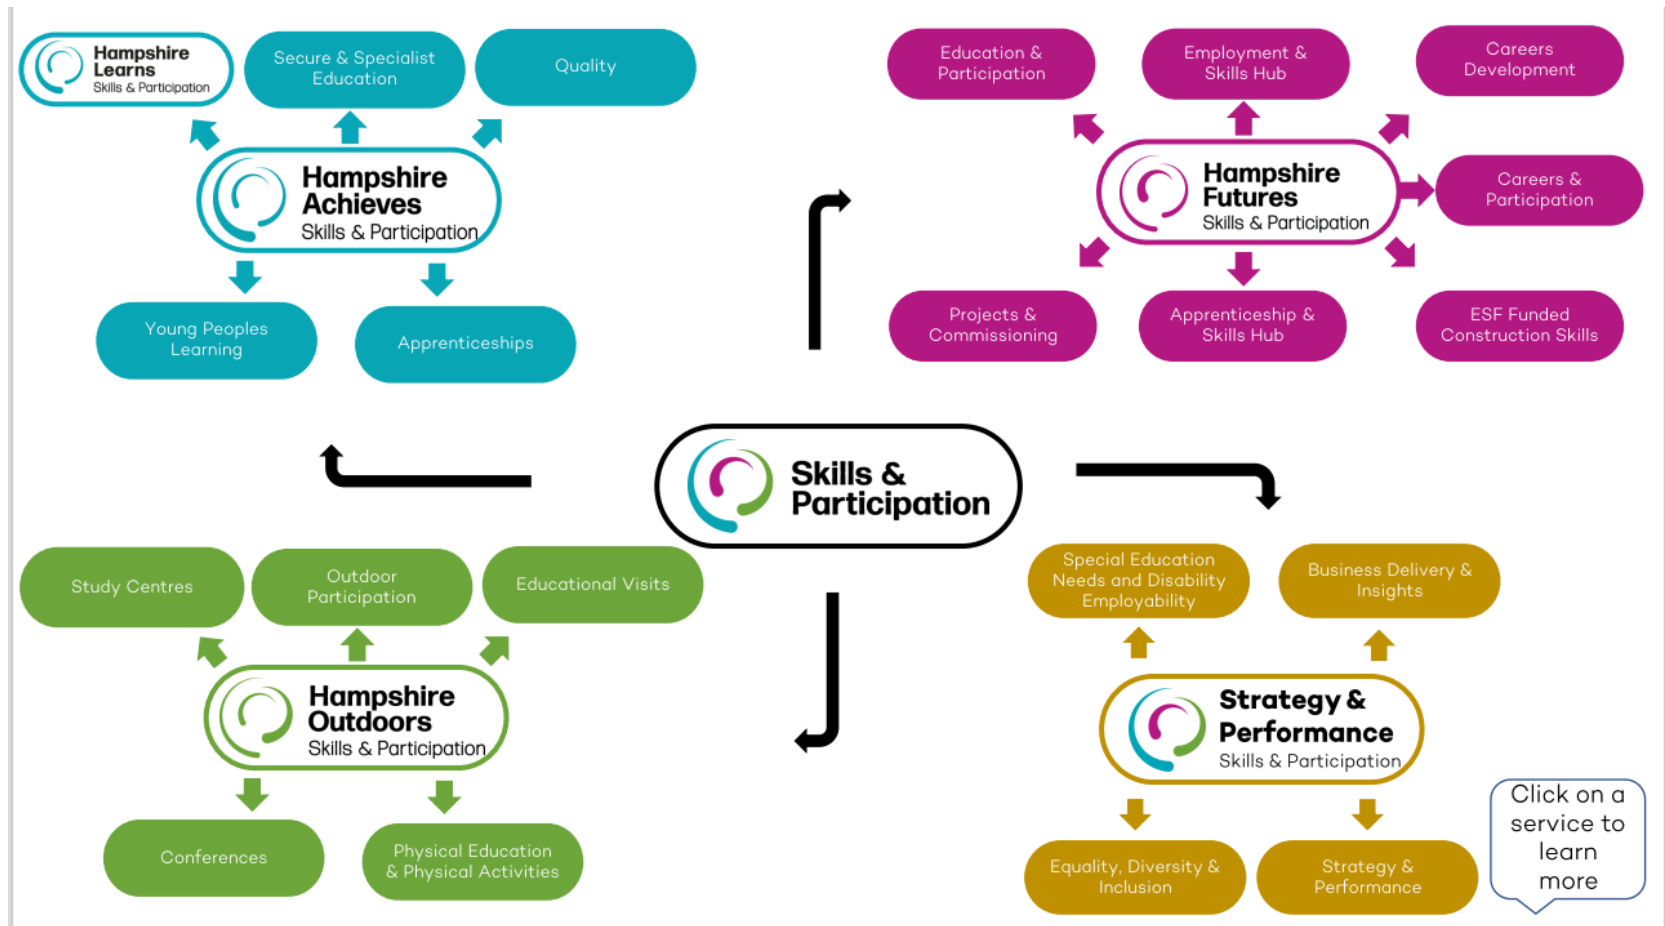 Hampshire
Learns
Skills & Participation
Secure & Specialist
Education
Quality
Hampshire
Achieves
Skills & Participation
Young Peoples
Learning
Apprenticeships
Education &
Participation
Employment &
Skills Hub
Careers
Development
Hampshire
Futures
Skills & Participation
Careers &
Participation
Projects &
Commissioning
Apprenticeship &
Skills Hub
ESF Funded
Construction Skills
Skills &
Participation
Study Centres
Outdoor
Participation
Educational Visits
Hampshire
Outdoors
Skills & Participation
Conferences
Physical Education
& Physical Activities
Special Education
Needs and Disability
Employability
Business Delivery &
Insights
Strategy &
Performance
Skills & Participation
Equality, Diversity &
Inclusion
Strategy &
Performance
Click on a
service to
learn
more